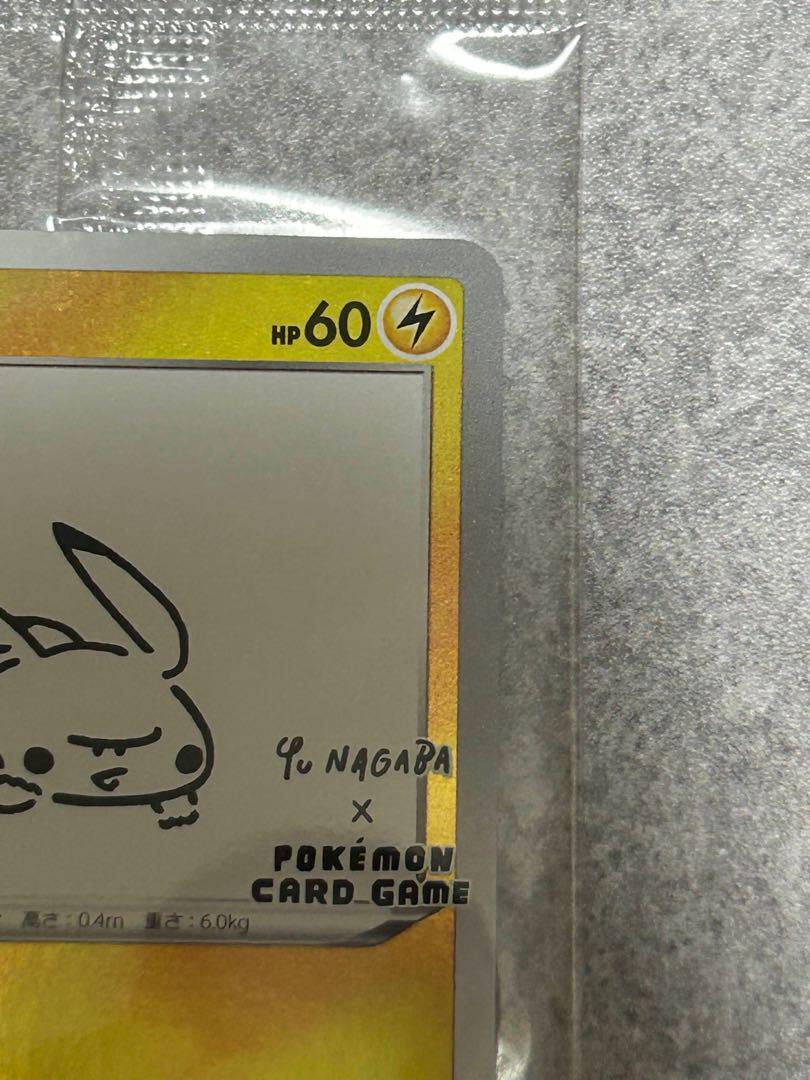 HP60
Yu NAGABA
×
POKÉMON
CARD GAME
高さ：0.4m 重さ：6.0kg